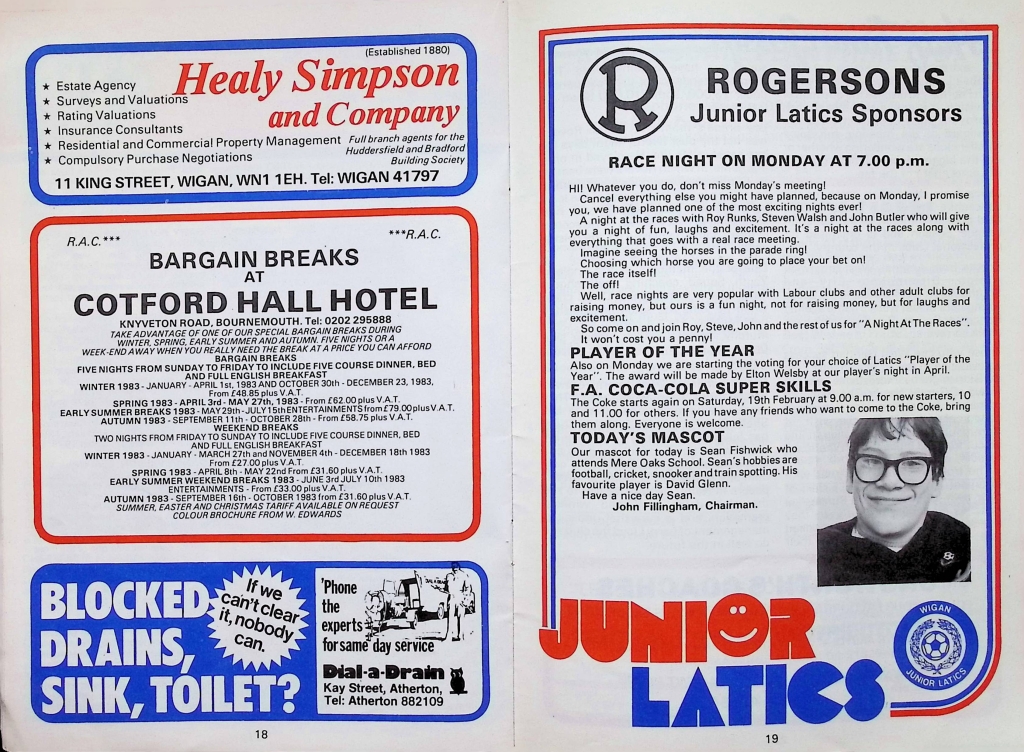 (Established 1880)
Healy Simpson
and Company
★ Estate Agency
★ Surveys and Valuations
★ Rating Valuations
★ Insurance Consultants
★ Residential and Commercial Property Management
★ Compulsory Purchase Negotiations
Full branch agents for the
Huddersfield and Bradford
Building Society
11 KING STREET, WIGAN, WN1 1EH. Tel: WIGAN 41797
R.A.C.*** ***R.A.C.
BARGAIN BREAKS
AT
COTFORD HALL HOTEL
KNYVETON ROAD, BOURNEMOUTH. Tel: 0202 295888
TAKE ADVANTAGE OF ONE OF OUR SPECIAL BARGAIN BREAKS DURING
WINTER, SPRING, EARLY SUMMER AND AUTUMN. FIVE NIGHTS OR A
WEEK-END AWAY WHEN YOU REALLY NEED THE BREAK AT A PRICE YOU CAN AFFORD
BARGAIN BREAKS
FIVE NIGHTS FROM SUNDAY TO FRIDAY TO INCLUDE FIVE COURSE DINNER, BED
AND FULL ENGLISH BREAKFAST
WINTER 1983 - JANUARY - APRIL 1st, 1983 AND OCTOBER 30th - DECEMBER 23, 1983,
From £48.85 plus V.A.T.
SPRING 1983 - APRIL 3rd - MAY 27th, 1983 - From £62.00 plus V.A.T.
EARLY SUMMER BREAKS 1983 - MAY 29th - JULY 15th ENTERTAINMENTS from £79.00 plus V.A.T.
AUTUMN 1983 - SEPTEMBER 11th - OCTOBER 28th - From £58.75 plus V.A.T.
WEEKEND BREAKS
TWO NIGHTS FROM FRIDAY TO SUNDAY TO INCLUDE FIVE COURSE DINNER, BED
AND FULL ENGLISH BREAKFAST
WINTER 1983 - JANUARY - MARCH 27th and NOVEMBER 4th - DECEMBER 18th 1983
From £27.00 plus V.A.T.
SPRING 1983 - APRIL 8th - MAY 22nd From £31.60 plus V.A.T.
EARLY SUMMER WEEKEND BREAKS 1983 - JUNE 3rd JULY 10th 1983
ENTERTAINMENTS - From £33.00 plus V.A.T.
AUTUMN 1983 - SEPTEMBER 16th - OCTOBER 1983 from £31.60 plus V.A.T.
SUMMER, EASTER AND CHRISTMAS TARIFF AVAILABLE ON REQUEST
COLOUR BROCHURE FROM W. EDWARDS
BLOCKED
DRAINS,
SINK, TOILET?
If we
can't clear
it, nobody
can.
'Phone
the
experts
for same day service
Dial-a-Drain
Kay Street, Atherton,
Tel: Atherton 882109
18
R
ROGERSONS
Junior Latics Sponsors
RACE NIGHT ON MONDAY AT 7.00 p.m.
HI! Whatever you do, don't miss Monday's meeting!
Cancel everything else you might have planned, because on Monday, I promise
you, we have planned one of the most exciting nights ever!
A night at the races with Roy Runks, Steven Walsh and John Butler who will give
you a night of fun, laughs and excitement. It's a night at the races along with
everything that goes with a real race meeting.
Imagine seeing the horses in the parade ring!
Choosing which horse you are going to place your bet on!
The race itself!
The off!
Well, race nights are very popular with Labour clubs and other adult clubs for
raising money, but ours is a fun night, not for raising money, but for laughs and
excitement.
So come on and join Roy, Steve, John and the rest of us for "A Night At The Races".
It won't cost you a penny!
PLAYER OF THE YEAR
Also on Monday we are starting the voting for your choice of Latics "Player of the
Year". The award will be made by Elton Welsby at our player's night in April.
F.A. COCA-COLA SUPER SKILLS
The Coke starts again on Saturday, 19th February at 9.00 a.m. for new starters, 10
and 11.00 for others. If you have any friends who want to come to the Coke, bring
them along. Everyone is welcome.
TODAY'S MASCOT
Our mascot for today is Sean Fishwick who
attends Mere Oaks School. Sean's hobbies are
football, cricket, snooker and train spotting. His
favourite player is David Glenn.
Have a nice day Sean.
John Fillingham, Chairman.
JUNIOR
LATICS
WIGAN
JUNIOR LATICS
19